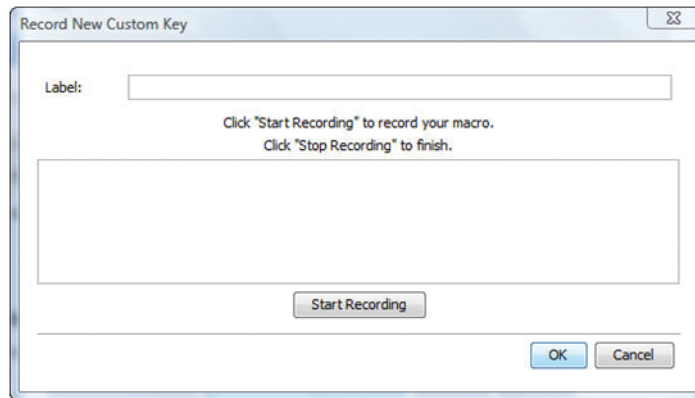 Record New Custom Key
Label:
Click "Start Recording" to record your macro.
Click "Stop Recording" to finish.
Start Recording
OK
Cancel